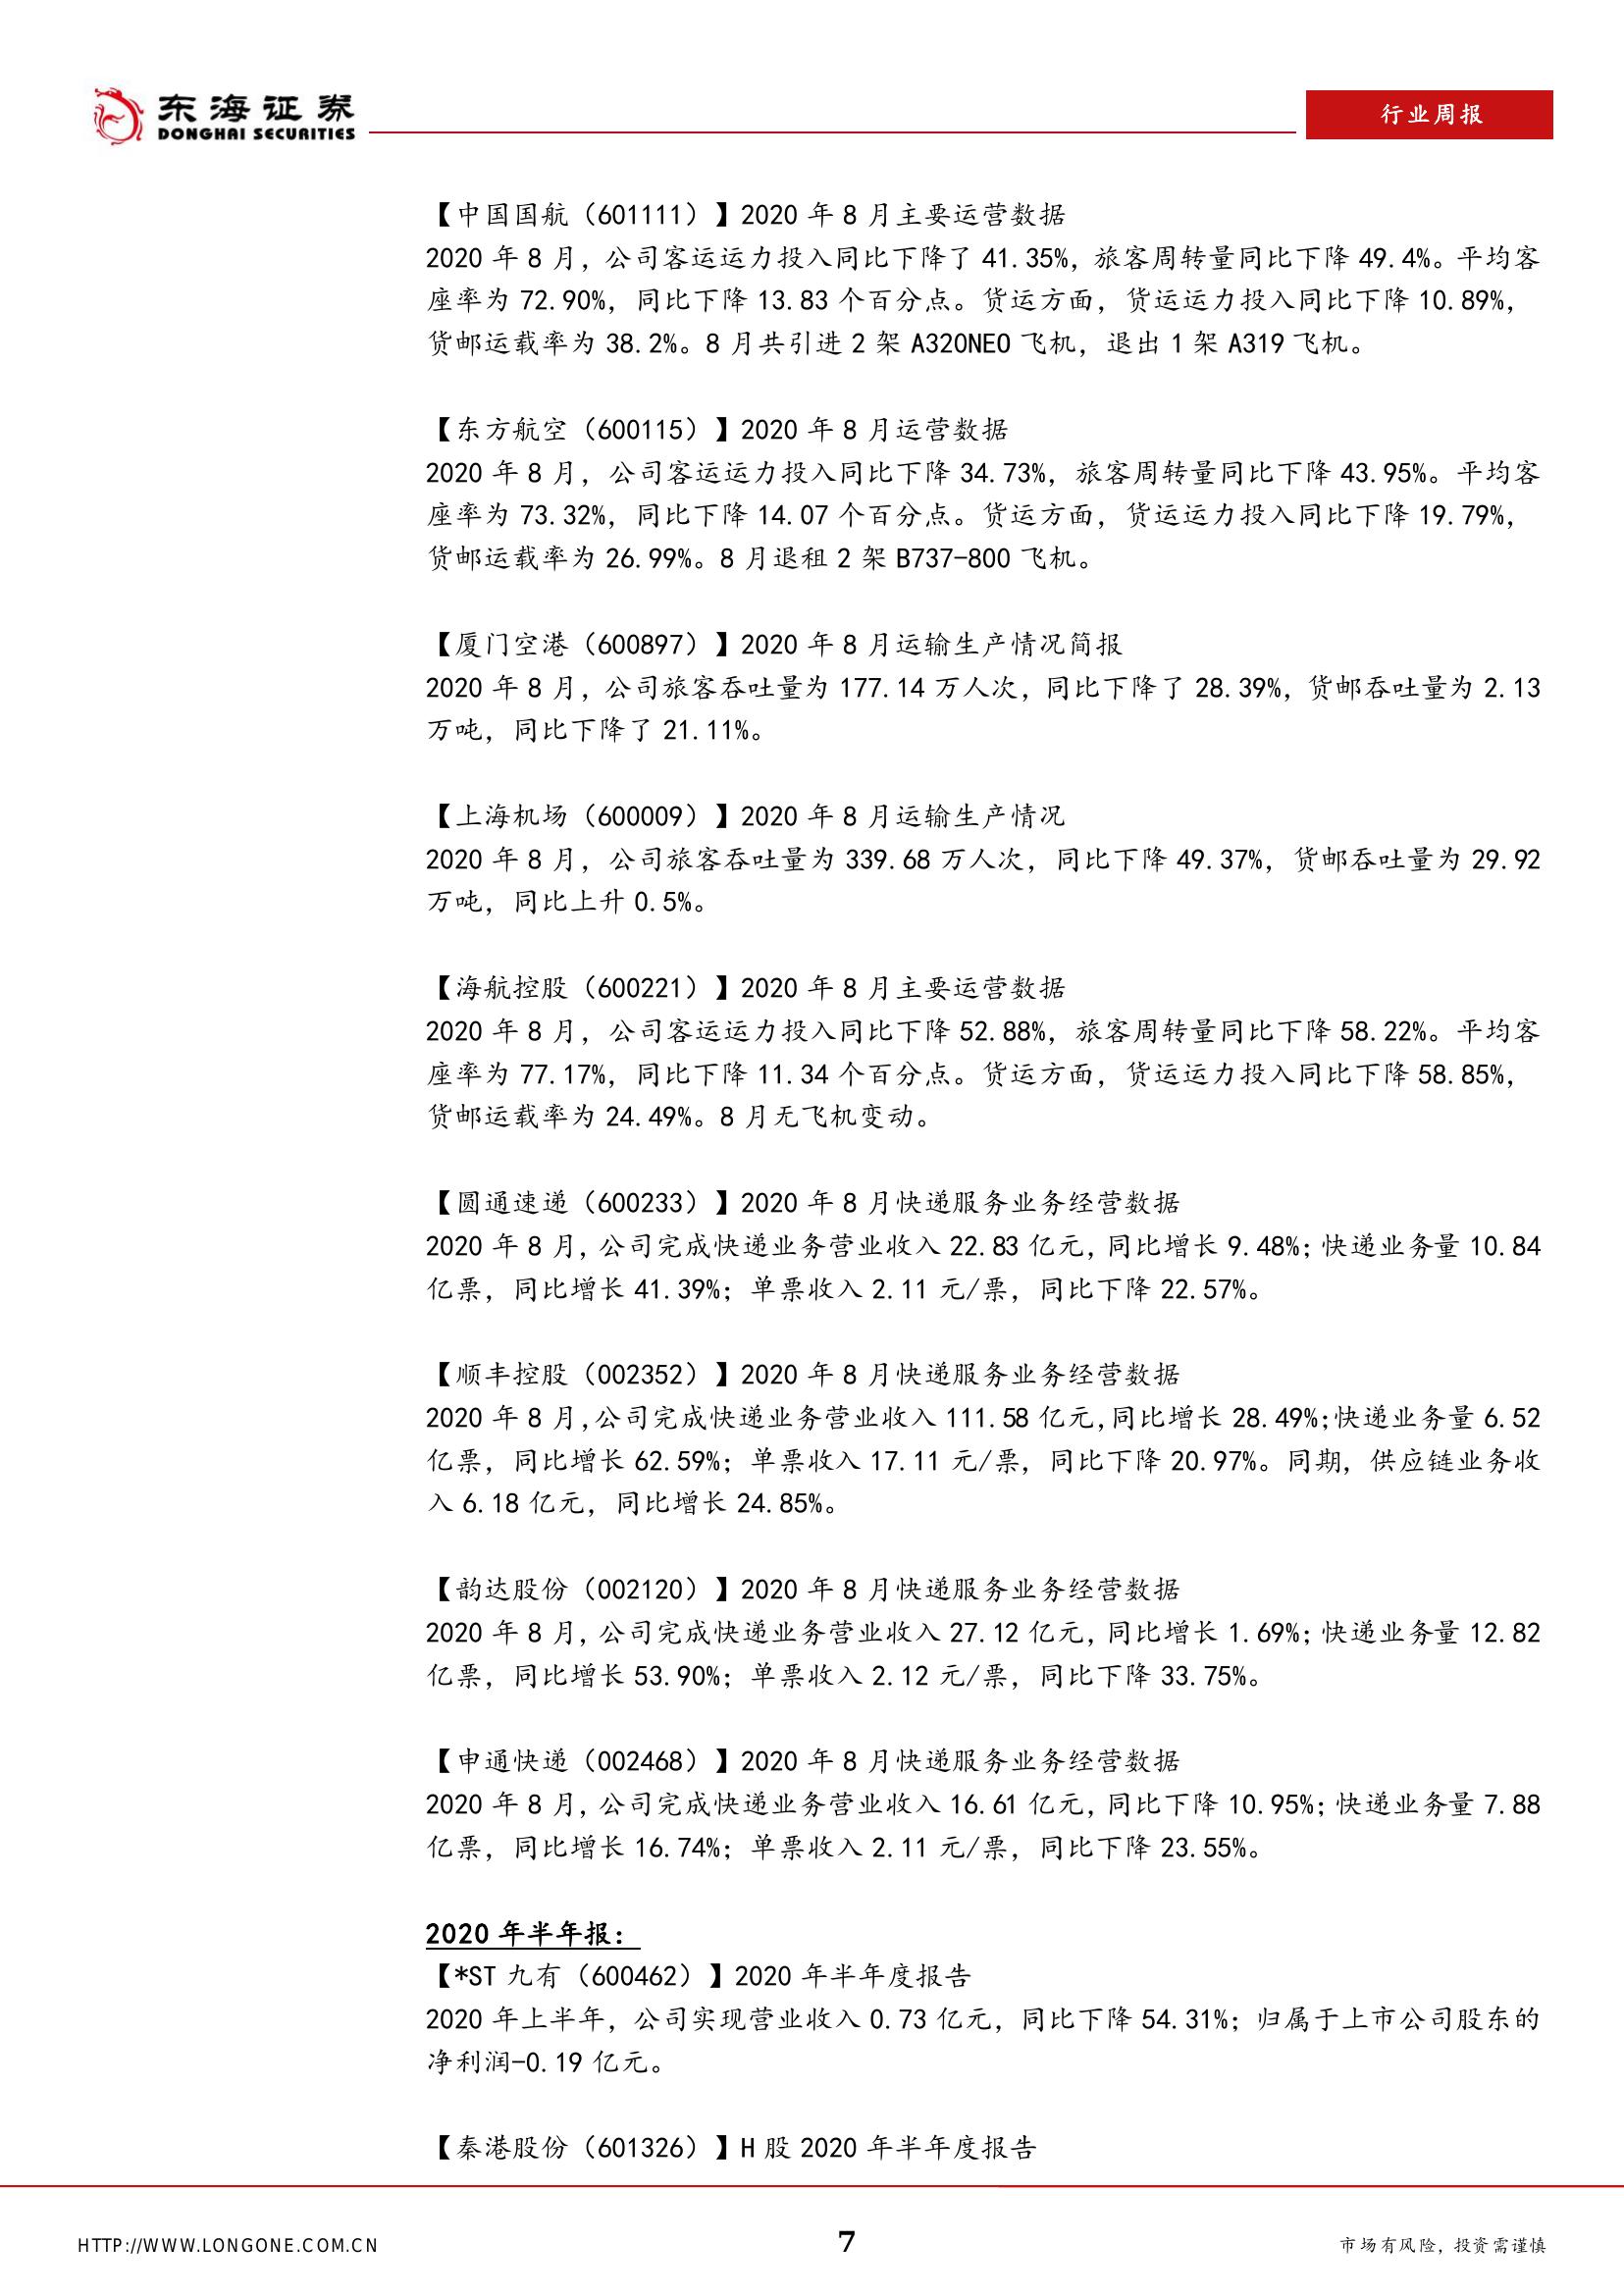 东海证券
DONGHAI SECURITIES
行业周报
【中国国航（601111）】2020 年 8 月主要运营数据
2020 年 8 月，公司客运运力投入同比下降了 41.35%，旅客周转量同比下降 49.4%。平均客
座率为 72.90%，同比下降 13.83 个百分点。货运方面，货运运力投入同比下降 10.89%，
货邮运载率为 38.2%。8 月共引进 2 架 A320NEO 飞机，退出 1 架 A319 飞机。
【东方航空（600115）】2020 年 8 月运营数据
2020 年 8 月，公司客运运力投入同比下降 34.73%，旅客周转量同比下降 43.95%。平均客
座率为 73.32%，同比下降 14.07 个百分点。货运方面，货运运力投入同比下降 19.79%，
货邮运载率为 26.99%。8 月退租 2 架 B737-800 飞机。
【厦门空港（600897）】2020 年 8 月运输生产情况简报
2020 年 8 月，公司旅客吞吐量为 177.14 万人次，同比下降了 28.39%，货邮吞吐量为 2.13
万吨，同比下降了 21.11%。
【上海机场（600009）】2020 年 8 月运输生产情况
2020 年 8 月，公司旅客吞吐量为 339.68 万人次，同比下降 49.37%，货邮吞吐量为 29.92
万吨，同比上升 0.5%。
【海航控股（600221）】2020 年 8 月主要运营数据
2020 年 8 月，公司客运运力投入同比下降 52.88%，旅客周转量同比下降 58.22%。平均客
座率为 77.17%，同比下降 11.34 个百分点。货运方面，货运运力投入同比下降 58.85%，
货邮运载率为 24.49%。8 月无飞机变动。
【圆通速递（600233）】2020 年 8 月快递服务业务经营数据
2020 年 8 月，公司完成快递业务营业收入 22.83 亿元，同比增长 9.48%；快递业务量 10.84
亿票，同比增长 41.39%；单票收入 2.11 元/票，同比下降 22.57%。
【顺丰控股（002352）】2020 年 8 月快递服务业务经营数据
2020 年 8 月，公司完成快递业务营业收入 111.58 亿元，同比增长 28.49%；快递业务量 6.52
亿票，同比增长 62.59%；单票收入 17.11 元/票，同比下降 20.97%。同期，供应链业务收
入 6.18 亿元，同比增长 24.85%。
【韵达股份（002120）】2020 年 8 月快递服务业务经营数据
2020 年 8 月，公司完成快递业务营业收入 27.12 亿元，同比增长 1.69%；快递业务量 12.82
亿票，同比增长 53.90%；单票收入 2.12 元/票，同比下降 33.75%。
【申通快递（002468）】2020 年 8 月快递服务业务经营数据
2020 年 8 月，公司完成快递业务营业收入 16.61 亿元，同比下降 10.95%；快递业务量 7.88
亿票，同比增长 16.74%；单票收入 2.11 元/票，同比下降 23.55%。
2020 年半年报：
【*ST 九有（600462）】2020 年半年度报告
2020 年上半年，公司实现营业收入 0.73 亿元，同比下降 54.31%；归属于上市公司股东的
净利润-0.19 亿元。
【秦港股份（601326）】H 股 2020 年半年度报告
HTTP://WWW.LONGONE.COM.CN
7
市场有风险，投资需谨慎